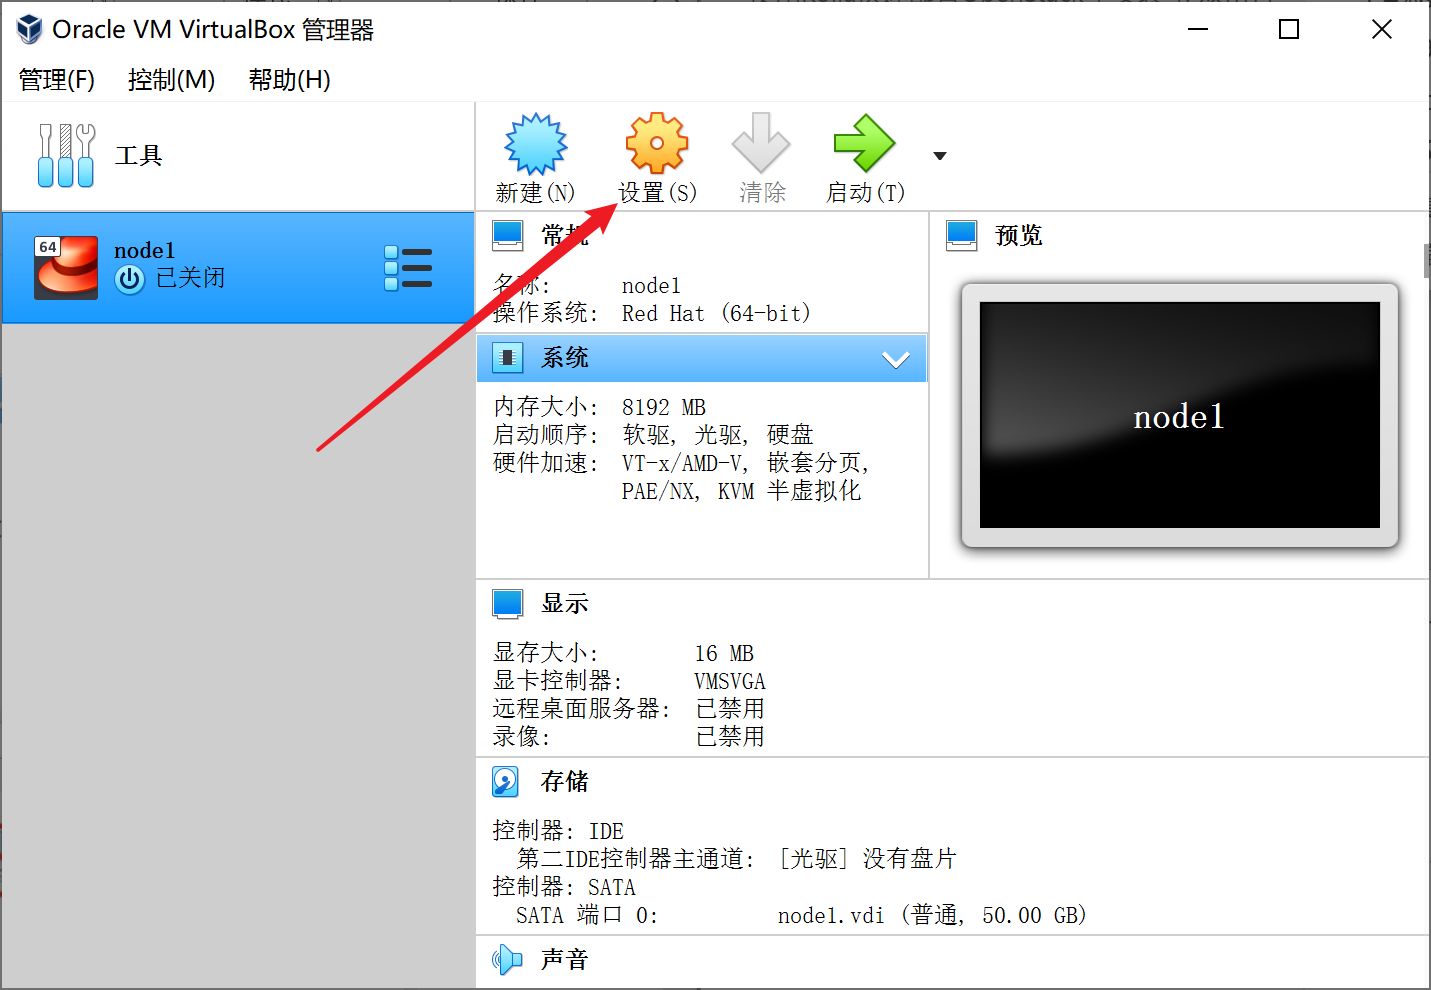 Oracle VM VirtualBox 管理器
管理(F) 控制(M) 帮助(H)
工具
新建(N) 设置(S) 清除 启动(T)
64
node1
已关闭
常规
名称: node1
操作系统: Red Hat (64-bit)
系统
内存大小: 8192 MB
启动顺序: 软驱, 光驱, 硬盘
硬件加速: VT-x/AMD-V, 嵌套分页,
PAE/NX, KVM 半虚拟化
预览
node1
显示
显存大小: 16 MB
显卡控制器: VMSVGA
远程桌面服务器: 已禁用
录像: 已禁用
存储
控制器: IDE
第二IDE控制器主通道: [光驱] 没有盘片
控制器: SATA
SATA 端口 0: node1.vdi (普通, 50.00 GB)
声音